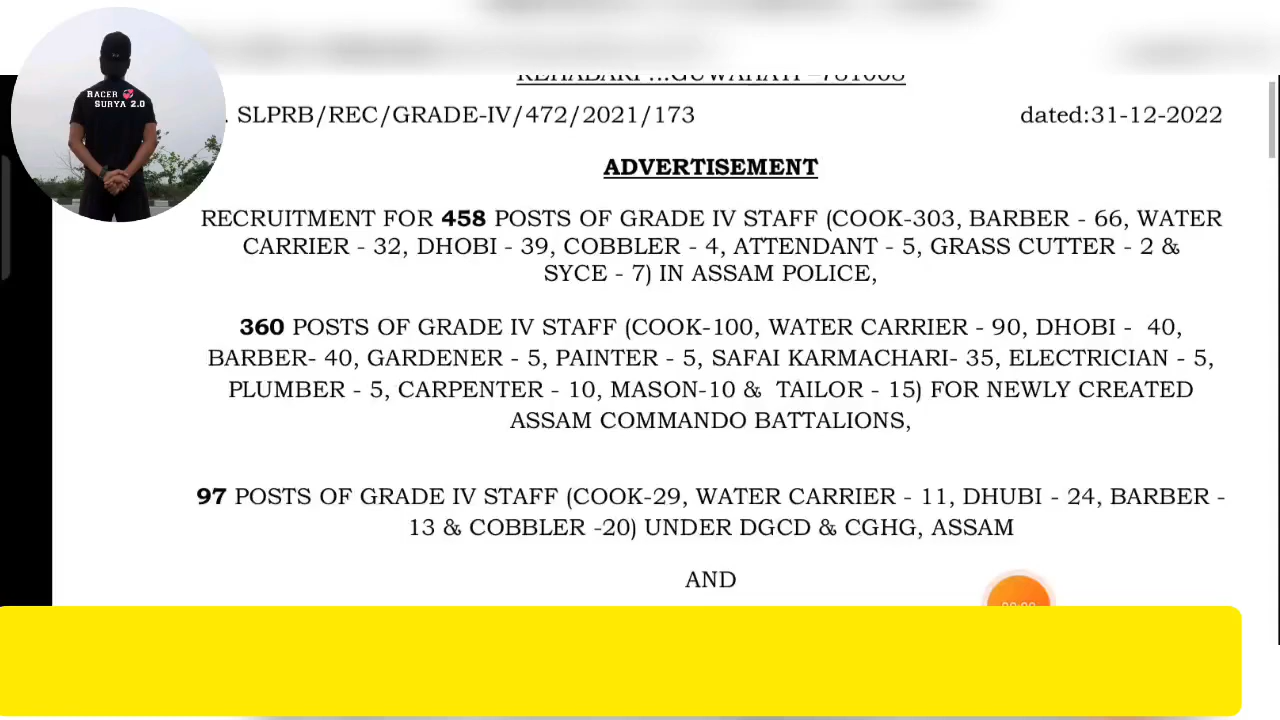 REHABARI ...GUWAHATI –781008
RACER
SURYA 2.0
. SLPRB/REC/GRADE-IV/472/2021/173 dated:31-12-2022
ADVERTISEMENT
RECRUITMENT FOR 458 POSTS OF GRADE IV STAFF (COOK-303, BARBER - 66, WATER
CARRIER - 32, DHOBI - 39, COBBLER - 4, ATTENDANT - 5, GRASS CUTTER - 2 &
SYCE - 7) IN ASSAM POLICE,
360 POSTS OF GRADE IV STAFF (COOK-100, WATER CARRIER - 90, DHOBI - 40,
BARBER- 40, GARDENER - 5, PAINTER - 5, SAFAI KARMACHARI- 35, ELECTRICIAN - 5,
PLUMBER - 5, CARPENTER - 10, MASON-10 & TAILOR - 15) FOR NEWLY CREATED
ASSAM COMMANDO BATTALIONS,
97 POSTS OF GRADE IV STAFF (COOK-29, WATER CARRIER - 11, DHUBI - 24, BARBER -
13 & COBBLER -20) UNDER DGCD & CGHG, ASSAM
AND